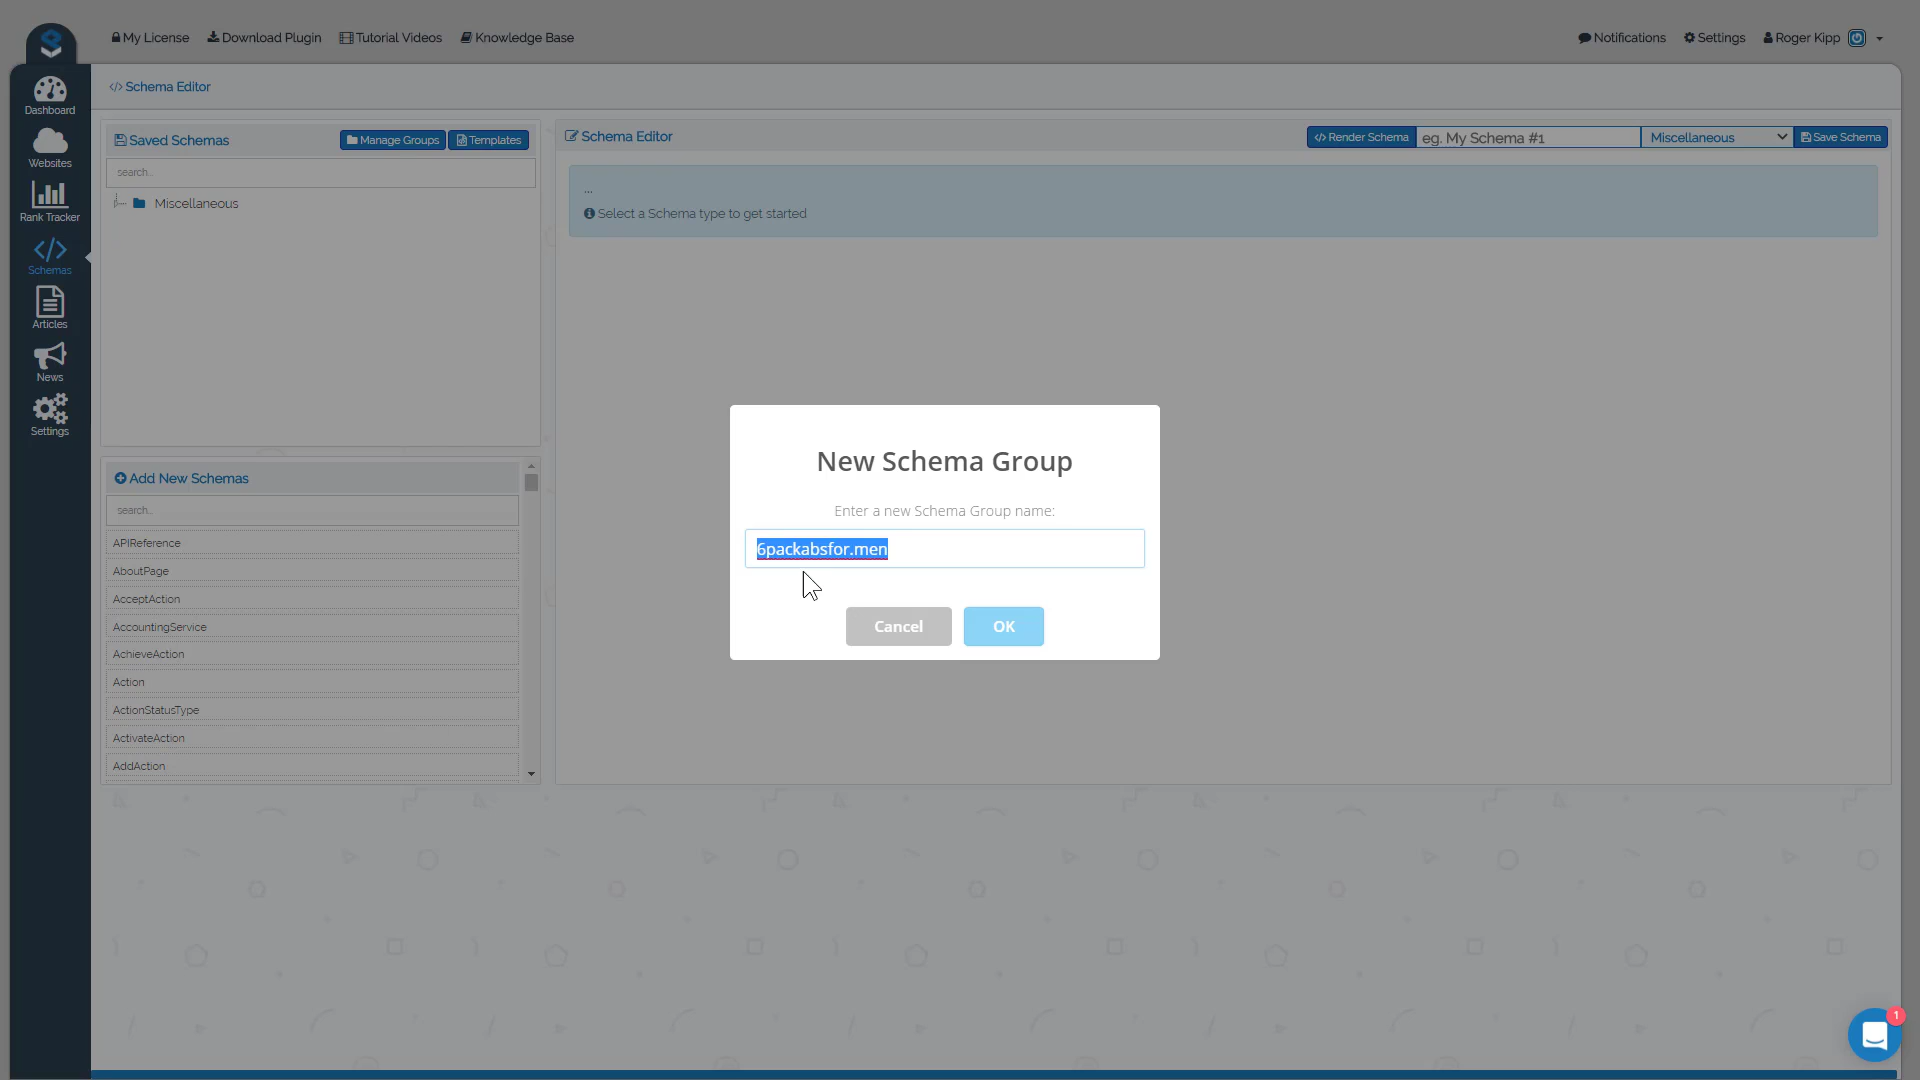 My License
Download Plugin
Tutorial Videos
Knowledge Base
Notifications
Settings
Roger Kipp
Dashboard
Websites
Rank Tracker
Schemas
Articles
News
Settings
</> Schema Editor
Saved Schemas
Manage Groups
Templates
search...
Miscellaneous
Add New Schemas
search...
APIReference
AboutPage
AcceptAction
AccountingService
AchieveAction
Action
ActionStatusType
ActivateAction
AddAction
Schema Editor
</> Render Schema
eg. My Schema #1
Miscellaneous
Save Schema
...
Select a Schema type to get started
New Schema Group
Enter a new Schema Group name:
6packabsfor.men
Cancel
OK
1